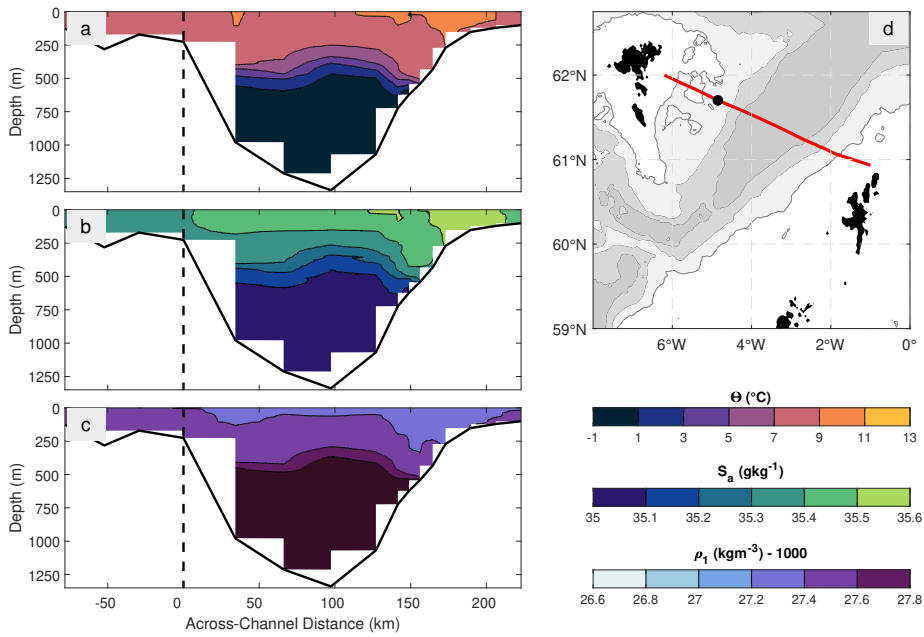 a
0
250
500
750
1000
1250
Depth (m)
b
0
250
500
750
1000
1250
Depth (m)
c
0
250
500
750
1000
1250
Depth (m)
-50 0 50 100 150 200
Across-Channel Distance (km)
d
62°N
61°N
60°N
59°N
6°W 4°W 2°W 0°
Θ (°C)
-1 1 3 5 7 9 11 13
Sₐ (gkg⁻¹)
35 35.1 35.2 35.3 35.4 35.5 35.6
ρ₁ (kgm⁻³) - 1000
26.6 26.8 27 27.2 27.4 27.6 27.8